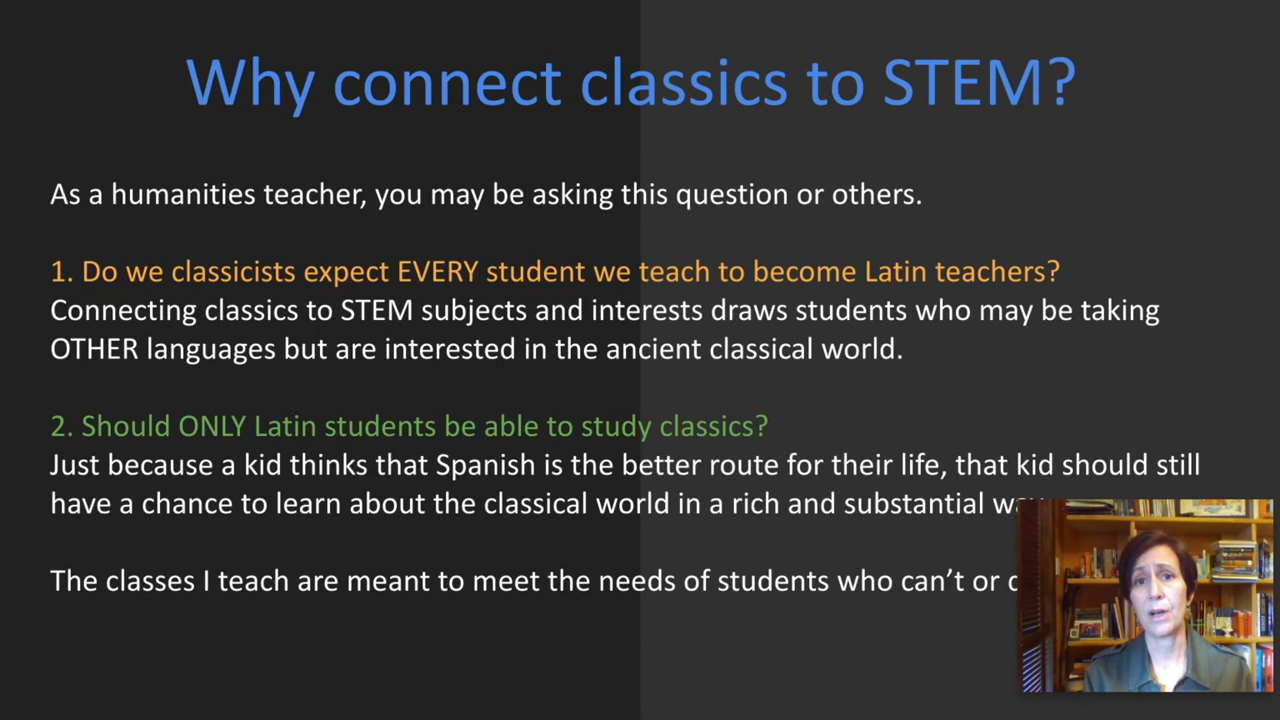 Why connect classics to STEM?
As a humanities teacher, you may be asking this question or others.
1. Do we classicists expect EVERY student we teach to become Latin teachers?
Connecting classics to STEM subjects and interests draws students who may be taking
OTHER languages but are interested in the ancient classical world.
2. Should ONLY Latin students be able to study classics?
Just because a kid thinks that Spanish is the better route for their life, that kid should still
have a chance to learn about the classical world in a rich and substantial
The classes I teach are meant to meet the needs of students who can’t or